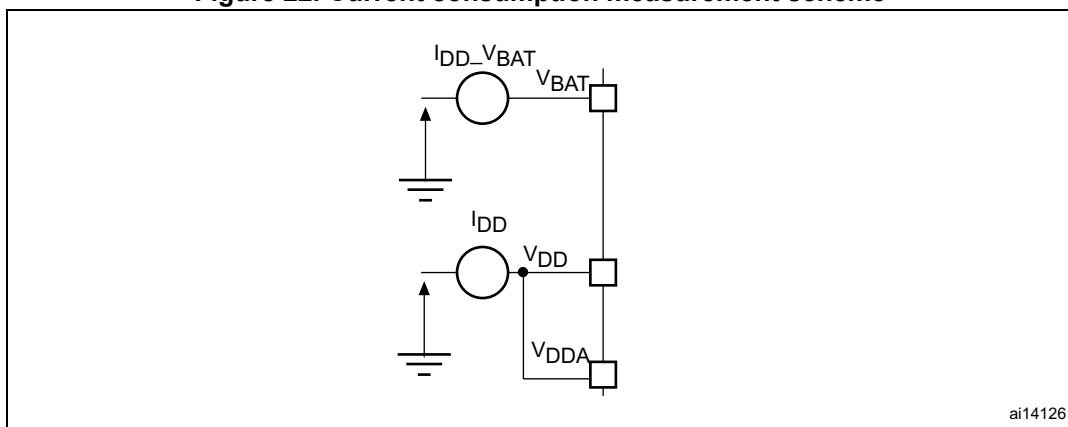 Figure 22. Current consumption measurement scheme
IDD_VBAT
VBAT
IDD
VDD
VDDA
ai14126